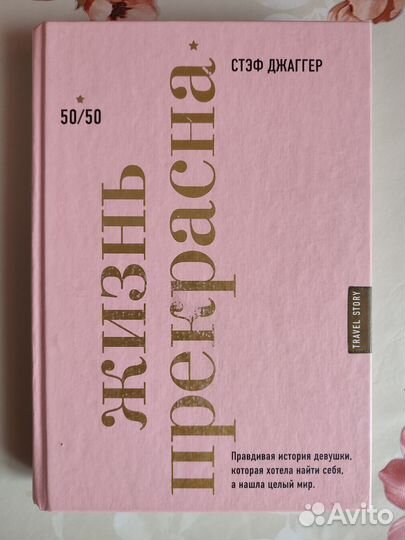 СТЭФ ДЖАГГЕР
50/50
ЖИЗНЬ
ПРЕКРАСНА
TRAVEL STORY
Правдивая история девушки,
которая хотела найти себя,
а нашла целый мир.
Avito